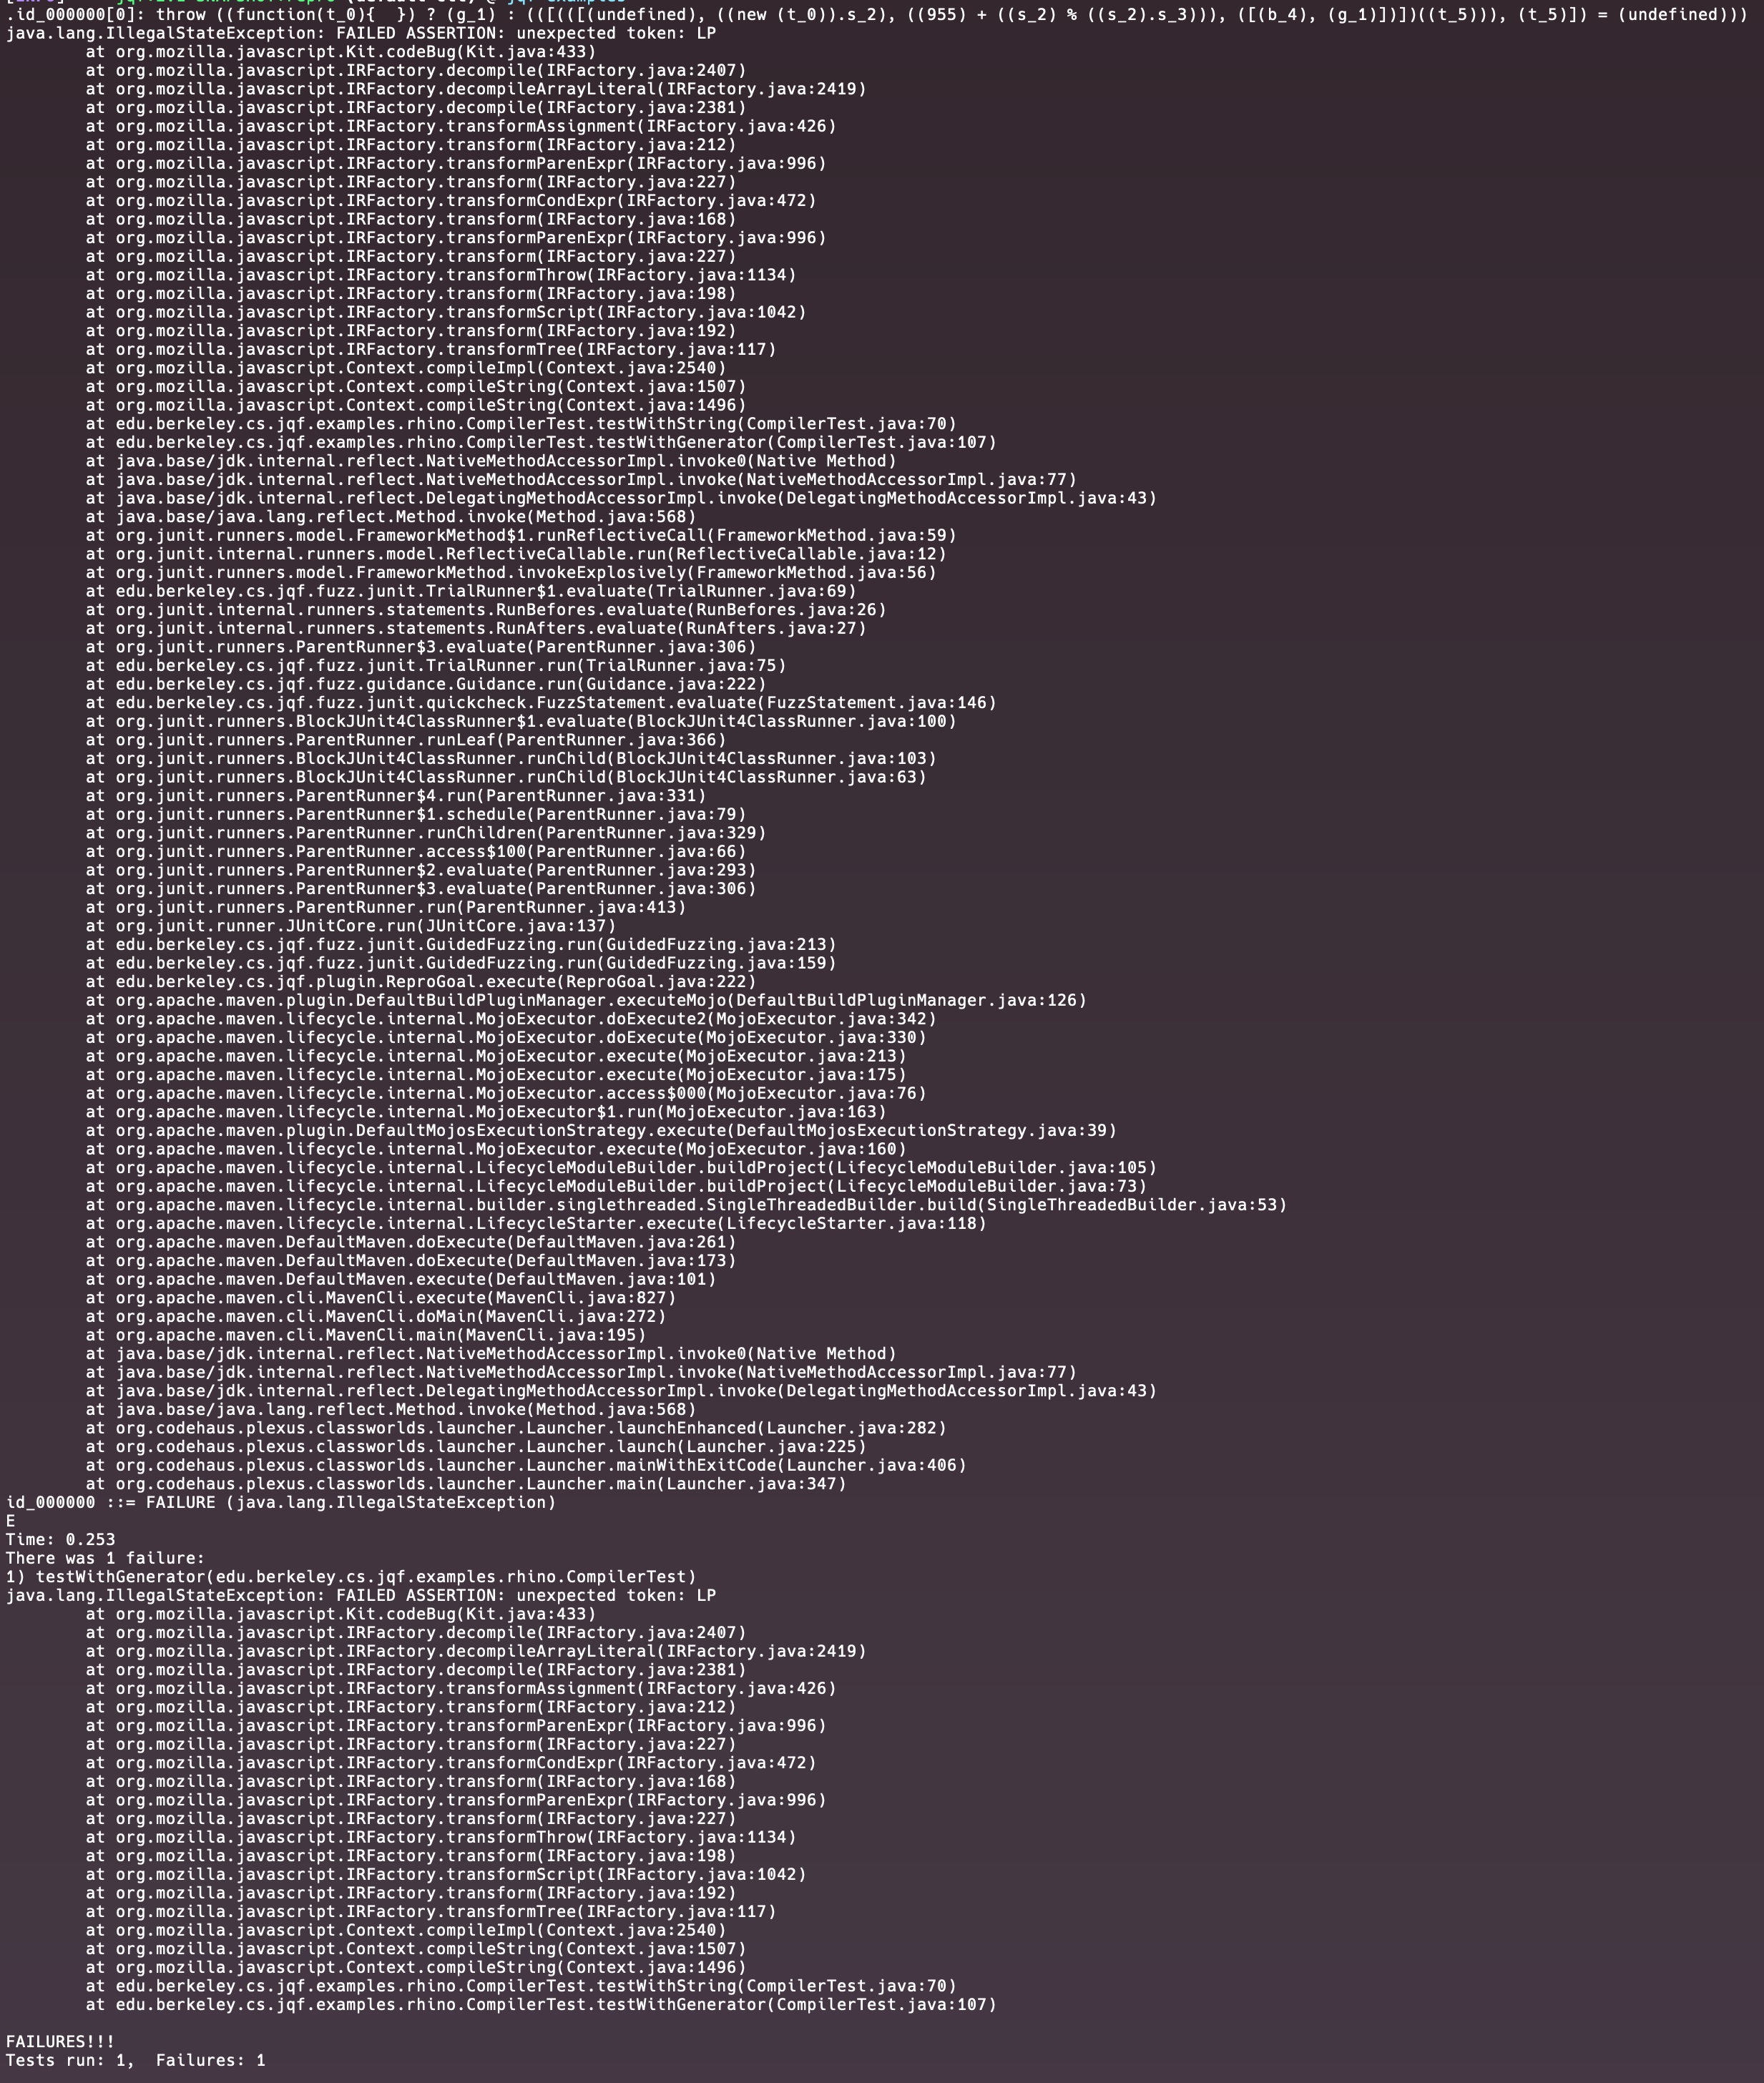 .id_000000[0]: throw ((function(t_0){  }) ? (g_1) : (([(([(undefined), ((new (t_0)).s_2), ((955) + ((s_2) % ((s_2).s_3))), ([(b_4), (g_1)])])((t_5))), (t_5)]) = (undefined)))
java.lang.IllegalStateException: FAILED ASSERTION: unexpected token: LP
        at org.mozilla.javascript.Kit.codeBug(Kit.java:433)
        at org.mozilla.javascript.IRFactory.decompile(IRFactory.java:2407)
        at org.mozilla.javascript.IRFactory.decompileArrayLiteral(IRFactory.java:2419)
        at org.mozilla.javascript.IRFactory.decompile(IRFactory.java:2381)
        at org.mozilla.javascript.IRFactory.transformAssignment(IRFactory.java:426)
        at org.mozilla.javascript.IRFactory.transform(IRFactory.java:212)
        at org.mozilla.javascript.IRFactory.transformParenExpr(IRFactory.java:996)
        at org.mozilla.javascript.IRFactory.transform(IRFactory.java:227)
        at org.mozilla.javascript.IRFactory.transformCondExpr(IRFactory.java:472)
        at org.mozilla.javascript.IRFactory.transform(IRFactory.java:168)
        at org.mozilla.javascript.IRFactory.transformParenExpr(IRFactory.java:996)
        at org.mozilla.javascript.IRFactory.transform(IRFactory.java:227)
        at org.mozilla.javascript.IRFactory.transformThrow(IRFactory.java:1134)
        at org.mozilla.javascript.IRFactory.transform(IRFactory.java:198)
        at org.mozilla.javascript.IRFactory.transformScript(IRFactory.java:1042)
        at org.mozilla.javascript.IRFactory.transform(IRFactory.java:192)
        at org.mozilla.javascript.IRFactory.transformTree(IRFactory.java:117)
        at org.mozilla.javascript.Context.compileImpl(Context.java:2540)
        at org.mozilla.javascript.Context.compileString(Context.java:1507)
        at org.mozilla.javascript.Context.compileString(Context.java:1496)
        at edu.berkeley.cs.jqf.examples.rhino.CompilerTest.testWithString(CompilerTest.java:70)
        at edu.berkeley.cs.jqf.examples.rhino.CompilerTest.testWithGenerator(CompilerTest.java:107)
        at java.base/jdk.internal.reflect.NativeMethodAccessorImpl.invoke0(Native Method)
        at java.base/jdk.internal.reflect.NativeMethodAccessorImpl.invoke(NativeMethodAccessorImpl.java:77)
        at java.base/jdk.internal.reflect.DelegatingMethodAccessorImpl.invoke(DelegatingMethodAccessorImpl.java:43)
        at java.base/java.lang.reflect.Method.invoke(Method.java:568)
        at org.junit.runners.model.FrameworkMethod$1.runReflectiveCall(FrameworkMethod.java:59)
        at org.junit.internal.runners.model.ReflectiveCallable.run(ReflectiveCallable.java:12)
        at org.junit.runners.model.FrameworkMethod.invokeExplosively(FrameworkMethod.java:56)
        at edu.berkeley.cs.jqf.fuzz.junit.TrialRunner$1.evaluate(TrialRunner.java:69)
        at org.junit.internal.runners.statements.RunBefores.evaluate(RunBefores.java:26)
        at org.junit.internal.runners.statements.RunAfters.evaluate(RunAfters.java:27)
        at org.junit.runners.ParentRunner$3.evaluate(ParentRunner.java:306)
        at edu.berkeley.cs.jqf.fuzz.junit.TrialRunner.run(TrialRunner.java:75)
        at edu.berkeley.cs.jqf.fuzz.guidance.Guidance.run(Guidance.java:222)
        at edu.berkeley.cs.jqf.fuzz.junit.quickcheck.FuzzStatement.evaluate(FuzzStatement.java:146)
        at org.junit.runners.BlockJUnit4ClassRunner$1.evaluate(BlockJUnit4ClassRunner.java:100)
        at org.junit.runners.ParentRunner.runLeaf(ParentRunner.java:366)
        at org.junit.runners.BlockJUnit4ClassRunner.runChild(BlockJUnit4ClassRunner.java:103)
        at org.junit.runners.BlockJUnit4ClassRunner.runChild(BlockJUnit4ClassRunner.java:63)
        at org.junit.runners.ParentRunner$4.run(ParentRunner.java:331)
        at org.junit.runners.ParentRunner$1.schedule(ParentRunner.java:79)
        at org.junit.runners.ParentRunner.runChildren(ParentRunner.java:329)
        at org.junit.runners.ParentRunner.access$100(ParentRunner.java:66)
        at org.junit.runners.ParentRunner$2.evaluate(ParentRunner.java:293)
        at org.junit.runners.ParentRunner$3.evaluate(ParentRunner.java:306)
        at org.junit.runners.ParentRunner.run(ParentRunner.java:413)
        at org.junit.runner.JUnitCore.run(JUnitCore.java:137)
        at edu.berkeley.cs.jqf.fuzz.junit.GuidedFuzzing.run(GuidedFuzzing.java:213)
        at edu.berkeley.cs.jqf.fuzz.junit.GuidedFuzzing.run(GuidedFuzzing.java:159)
        at edu.berkeley.cs.jqf.plugin.ReproGoal.execute(ReproGoal.java:222)
        at org.apache.maven.plugin.DefaultBuildPluginManager.executeMojo(DefaultBuildPluginManager.java:126)
        at org.apache.maven.lifecycle.internal.MojoExecutor.doExecute2(MojoExecutor.java:342)
        at org.apache.maven.lifecycle.internal.MojoExecutor.doExecute(MojoExecutor.java:330)
        at org.apache.maven.lifecycle.internal.MojoExecutor.execute(MojoExecutor.java:213)
        at org.apache.maven.lifecycle.internal.MojoExecutor.execute(MojoExecutor.java:175)
        at org.apache.maven.lifecycle.internal.MojoExecutor.access$000(MojoExecutor.java:76)
        at org.apache.maven.lifecycle.internal.MojoExecutor$1.run(MojoExecutor.java:163)
        at org.apache.maven.plugin.DefaultMojosExecutionStrategy.execute(DefaultMojosExecutionStrategy.java:39)
        at org.apache.maven.lifecycle.internal.MojoExecutor.execute(MojoExecutor.java:160)
        at org.apache.maven.lifecycle.internal.LifecycleModuleBuilder.buildProject(LifecycleModuleBuilder.java:105)
        at org.apache.maven.lifecycle.internal.LifecycleModuleBuilder.buildProject(LifecycleModuleBuilder.java:73)
        at org.apache.maven.lifecycle.internal.builder.singlethreaded.SingleThreadedBuilder.build(SingleThreadedBuilder.java:53)
        at org.apache.maven.lifecycle.internal.LifecycleStarter.execute(LifecycleStarter.java:118)
        at org.apache.maven.DefaultMaven.doExecute(DefaultMaven.java:261)
        at org.apache.maven.DefaultMaven.doExecute(DefaultMaven.java:173)
        at org.apache.maven.DefaultMaven.execute(DefaultMaven.java:101)
        at org.apache.maven.cli.MavenCli.execute(MavenCli.java:827)
        at org.apache.maven.cli.MavenCli.doMain(MavenCli.java:272)
        at org.apache.maven.cli.MavenCli.main(MavenCli.java:195)
        at java.base/jdk.internal.reflect.NativeMethodAccessorImpl.invoke0(Native Method)
        at java.base/jdk.internal.reflect.NativeMethodAccessorImpl.invoke(NativeMethodAccessorImpl.java:77)
        at java.base/jdk.internal.reflect.DelegatingMethodAccessorImpl.invoke(DelegatingMethodAccessorImpl.java:43)
        at java.base/java.lang.reflect.Method.invoke(Method.java:568)
        at org.codehaus.plexus.classworlds.launcher.Launcher.launchEnhanced(Launcher.java:282)
        at org.codehaus.plexus.classworlds.launcher.Launcher.launch(Launcher.java:225)
        at org.codehaus.plexus.classworlds.launcher.Launcher.mainWithExitCode(Launcher.java:406)
        at org.codehaus.plexus.classworlds.launcher.Launcher.main(Launcher.java:347)
id_000000 ::= FAILURE (java.lang.IllegalStateException)
E
Time: 0.253
There was 1 failure:
1) testWithGenerator(edu.berkeley.cs.jqf.examples.rhino.CompilerTest)
java.lang.IllegalStateException: FAILED ASSERTION: unexpected token: LP
        at org.mozilla.javascript.Kit.codeBug(Kit.java:433)
        at org.mozilla.javascript.IRFactory.decompile(IRFactory.java:2407)
        at org.mozilla.javascript.IRFactory.decompileArrayLiteral(IRFactory.java:2419)
        at org.mozilla.javascript.IRFactory.decompile(IRFactory.java:2381)
        at org.mozilla.javascript.IRFactory.transformAssignment(IRFactory.java:426)
        at org.mozilla.javascript.IRFactory.transform(IRFactory.java:212)
        at org.mozilla.javascript.IRFactory.transformParenExpr(IRFactory.java:996)
        at org.mozilla.javascript.IRFactory.transform(IRFactory.java:227)
        at org.mozilla.javascript.IRFactory.transformCondExpr(IRFactory.java:472)
        at org.mozilla.javascript.IRFactory.transform(IRFactory.java:168)
        at org.mozilla.javascript.IRFactory.transformParenExpr(IRFactory.java:996)
        at org.mozilla.javascript.IRFactory.transform(IRFactory.java:227)
        at org.mozilla.javascript.IRFactory.transformThrow(IRFactory.java:1134)
        at org.mozilla.javascript.IRFactory.transform(IRFactory.java:198)
        at org.mozilla.javascript.IRFactory.transformScript(IRFactory.java:1042)
        at org.mozilla.javascript.IRFactory.transform(IRFactory.java:192)
        at org.mozilla.javascript.IRFactory.transformTree(IRFactory.java:117)
        at org.mozilla.javascript.Context.compileImpl(Context.java:2540)
        at org.mozilla.javascript.Context.compileString(Context.java:1507)
        at org.mozilla.javascript.Context.compileString(Context.java:1496)
        at edu.berkeley.cs.jqf.examples.rhino.CompilerTest.testWithString(CompilerTest.java:70)
        at edu.berkeley.cs.jqf.examples.rhino.CompilerTest.testWithGenerator(CompilerTest.java:107)

FAILURES!!!
Tests run: 1,  Failures: 1